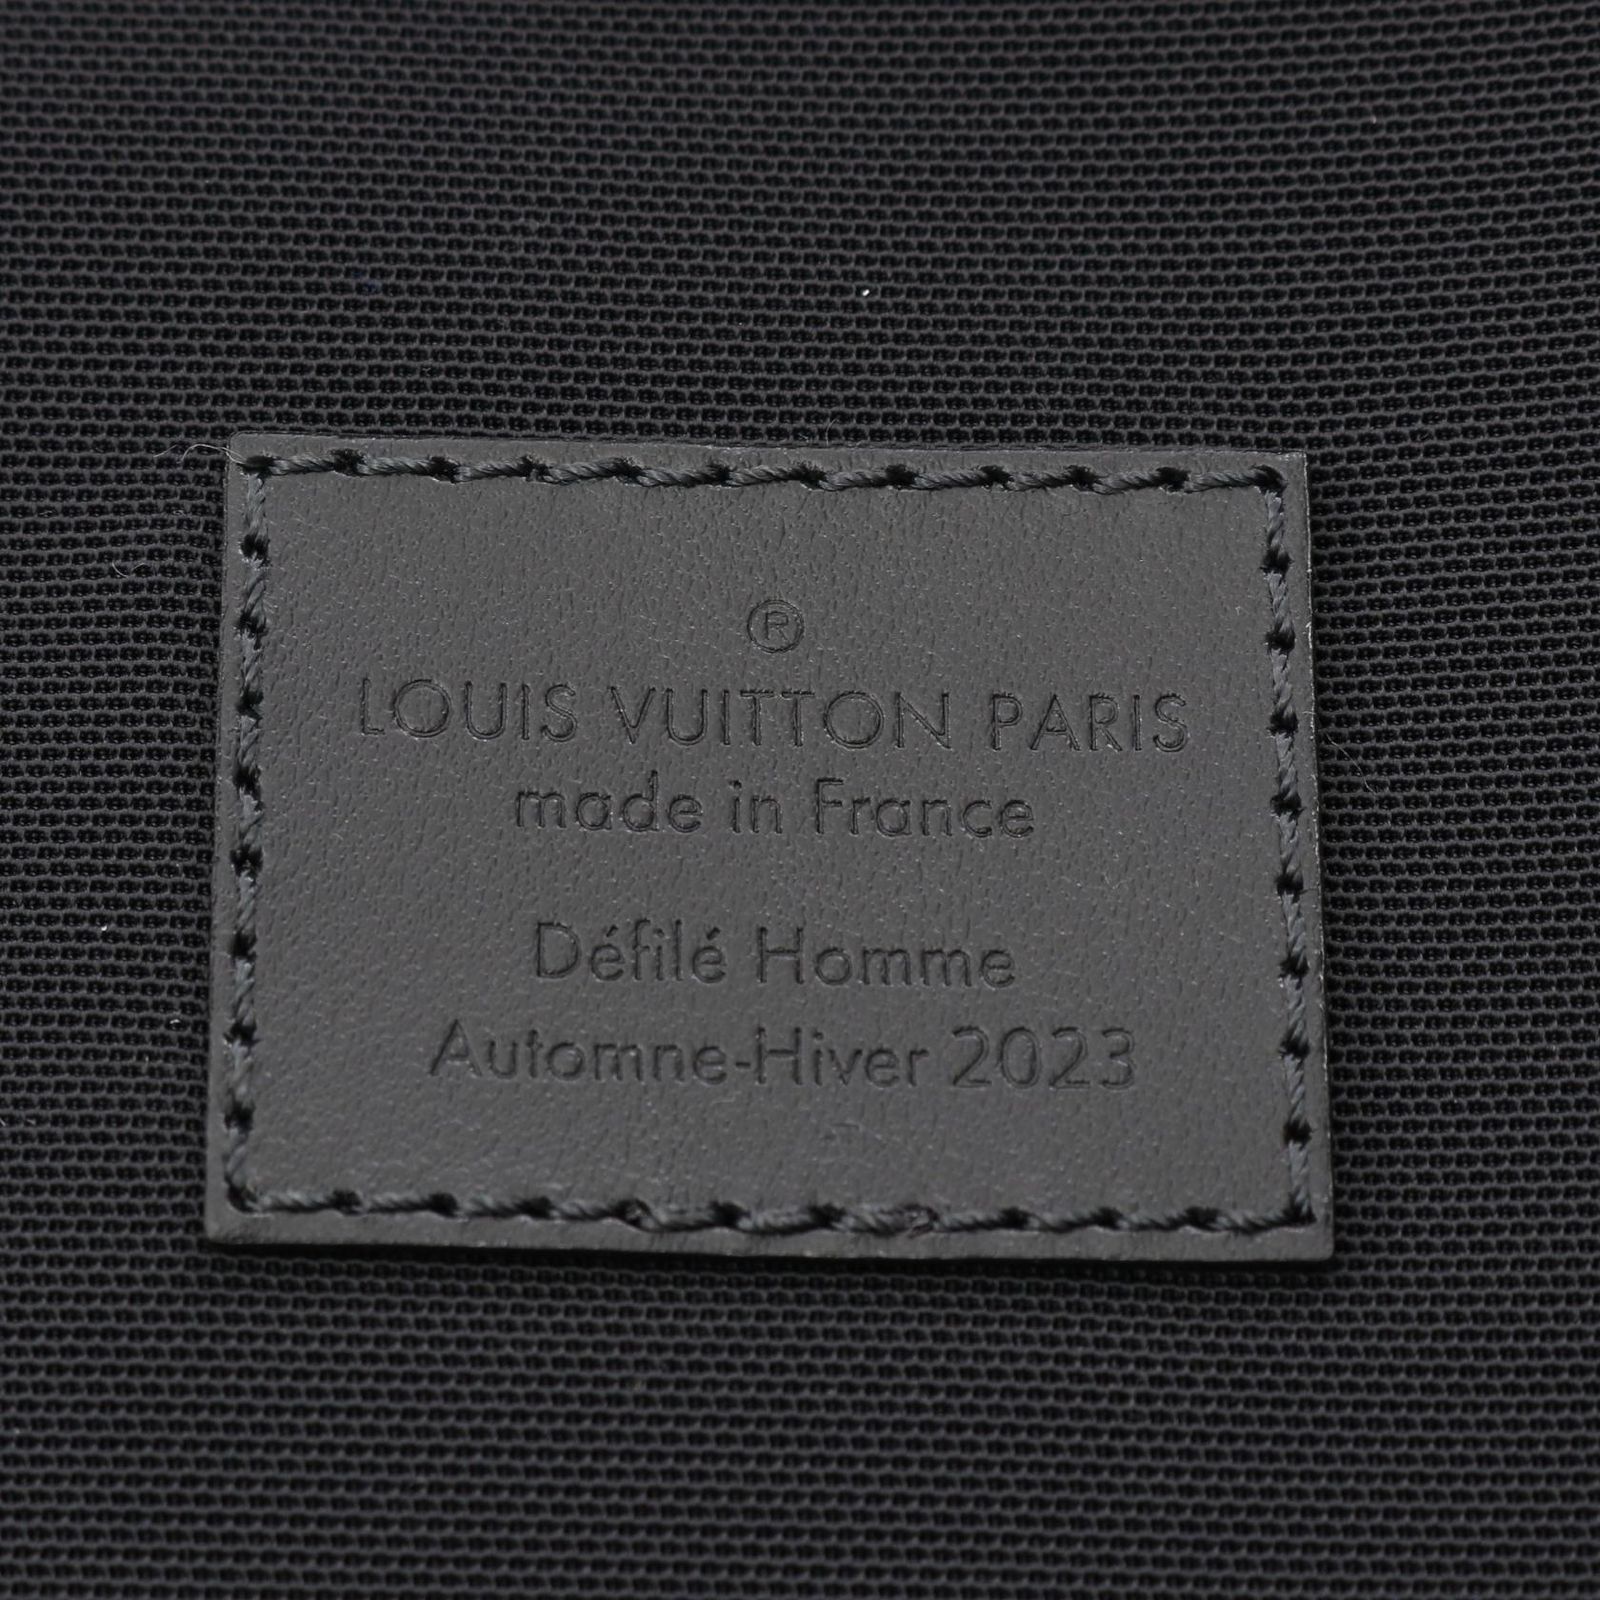 ®
LOUIS VUITTON PARIS
made in France
Défilé Homme
Automne-Hiver 2023